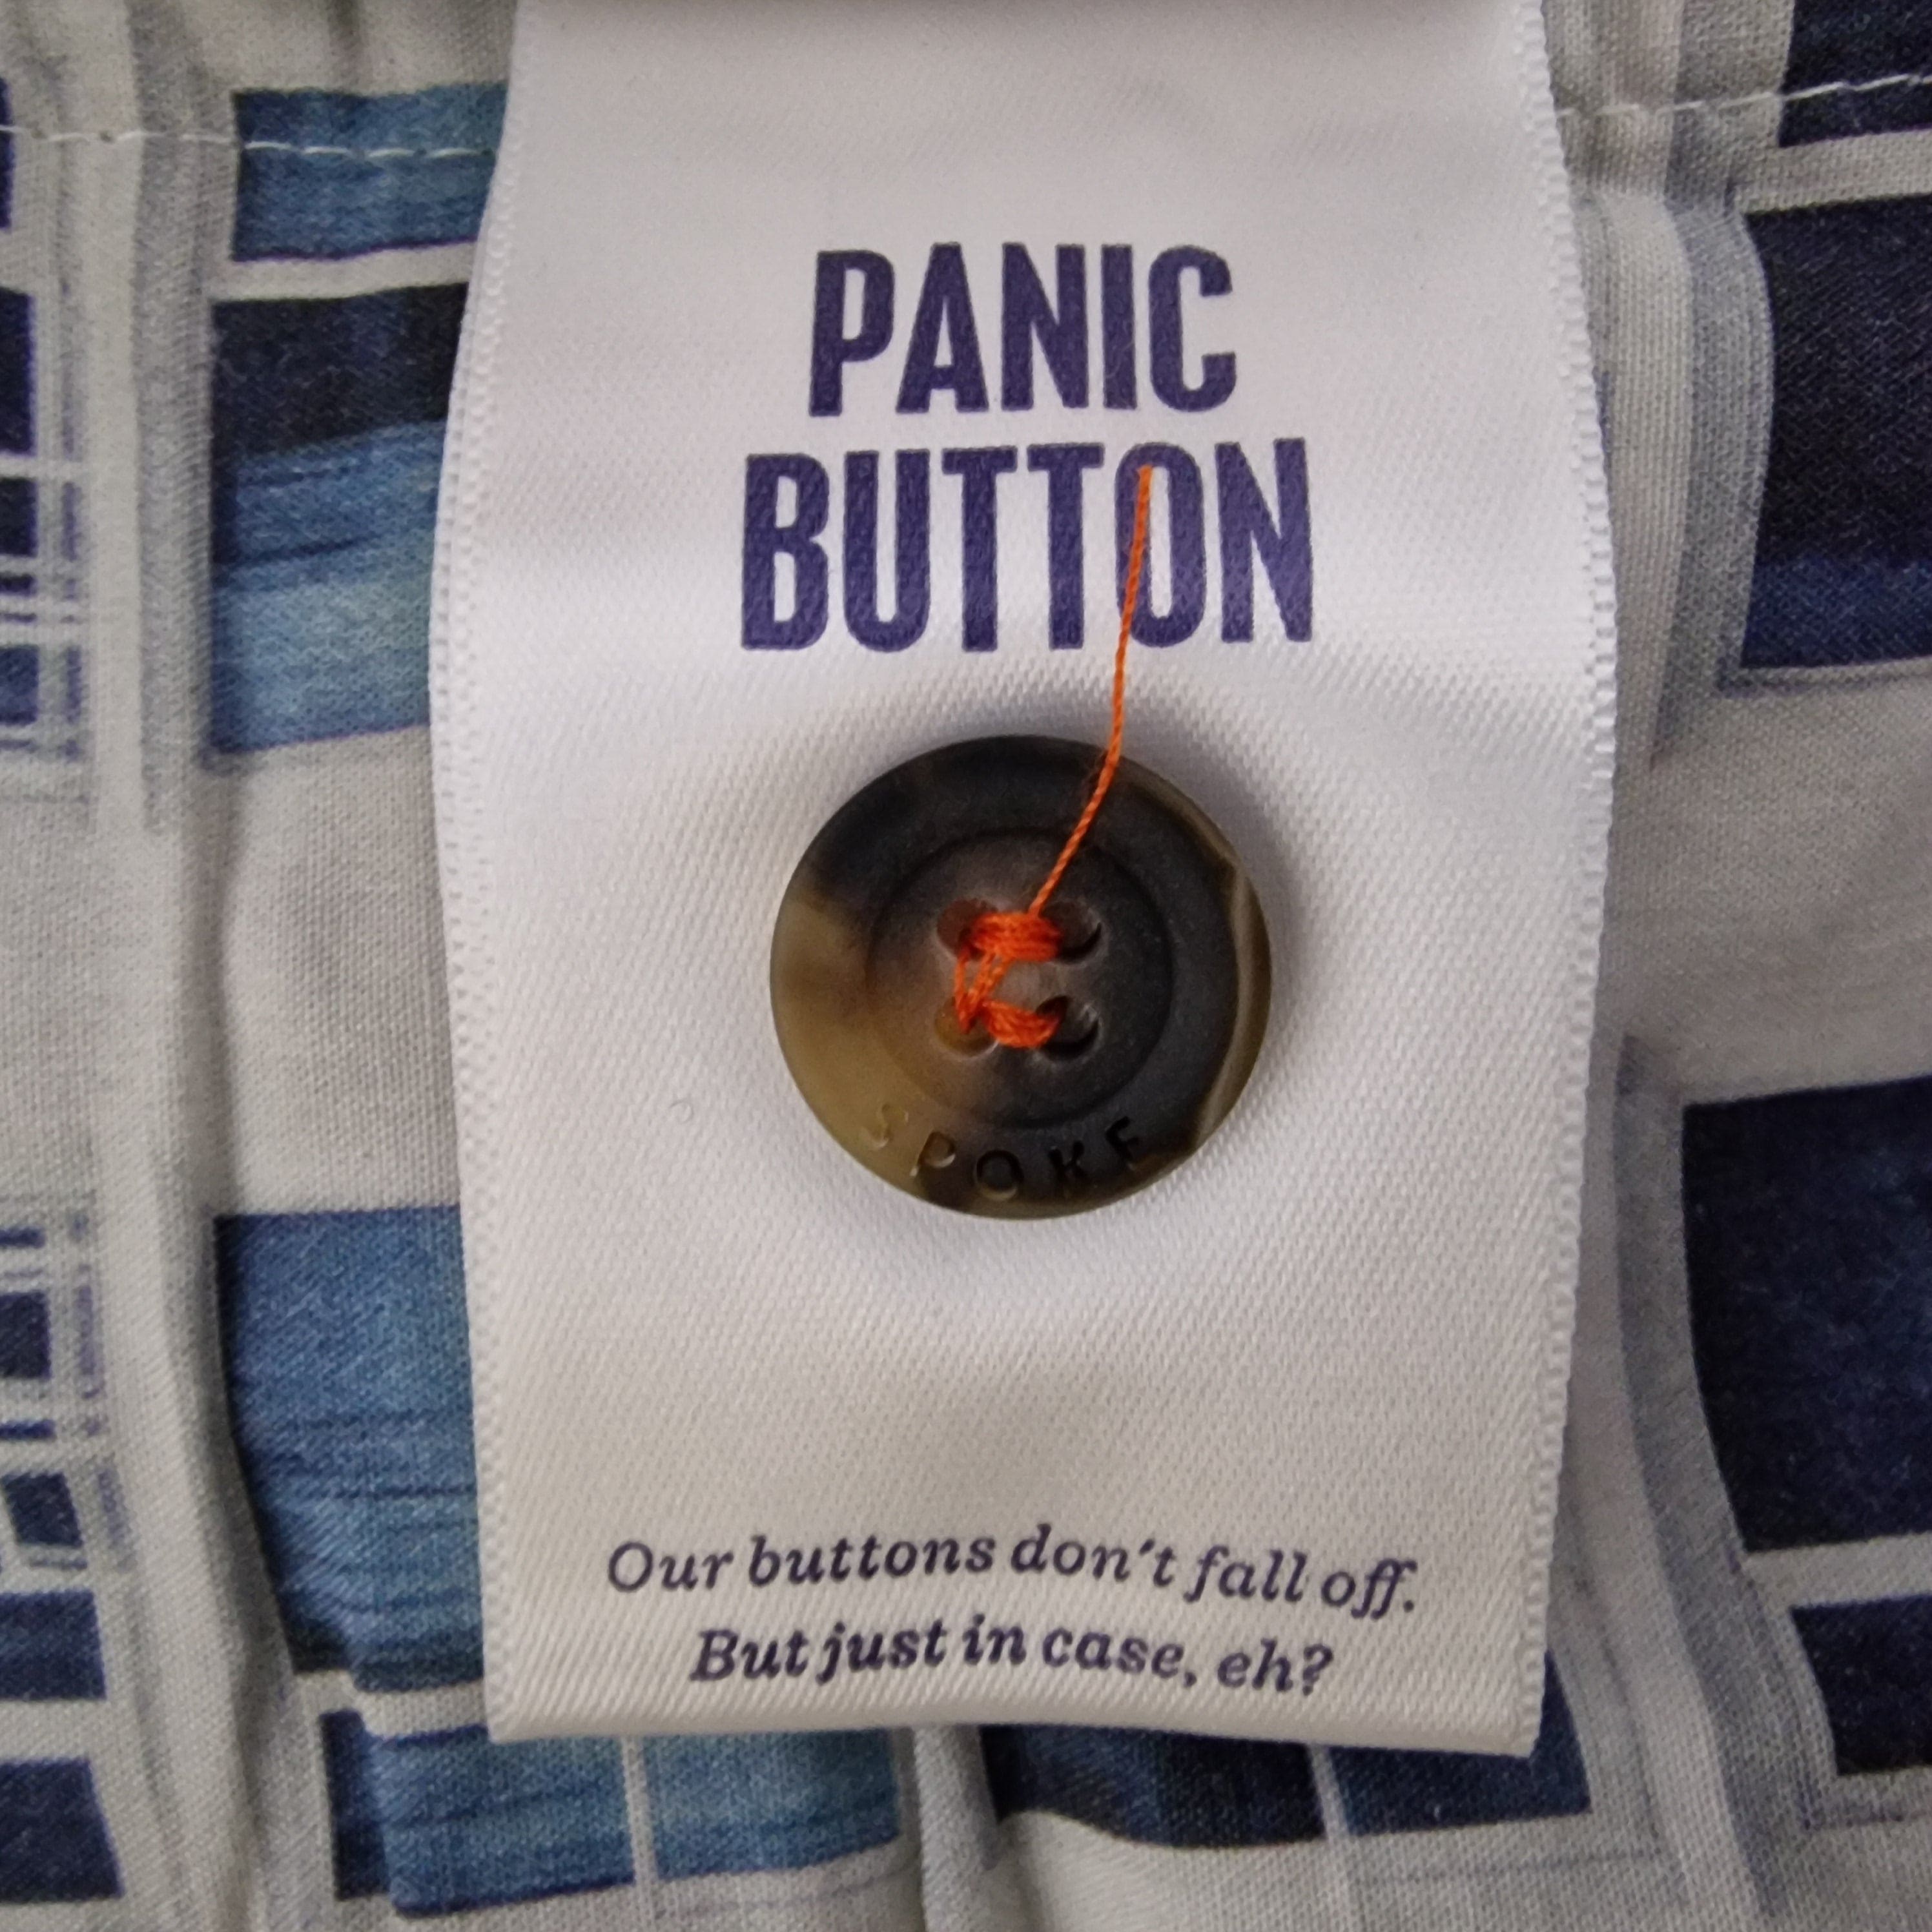 PANIC
BUTTON
SPOKE
Our buttons don't fall off.
But just in case, eh?